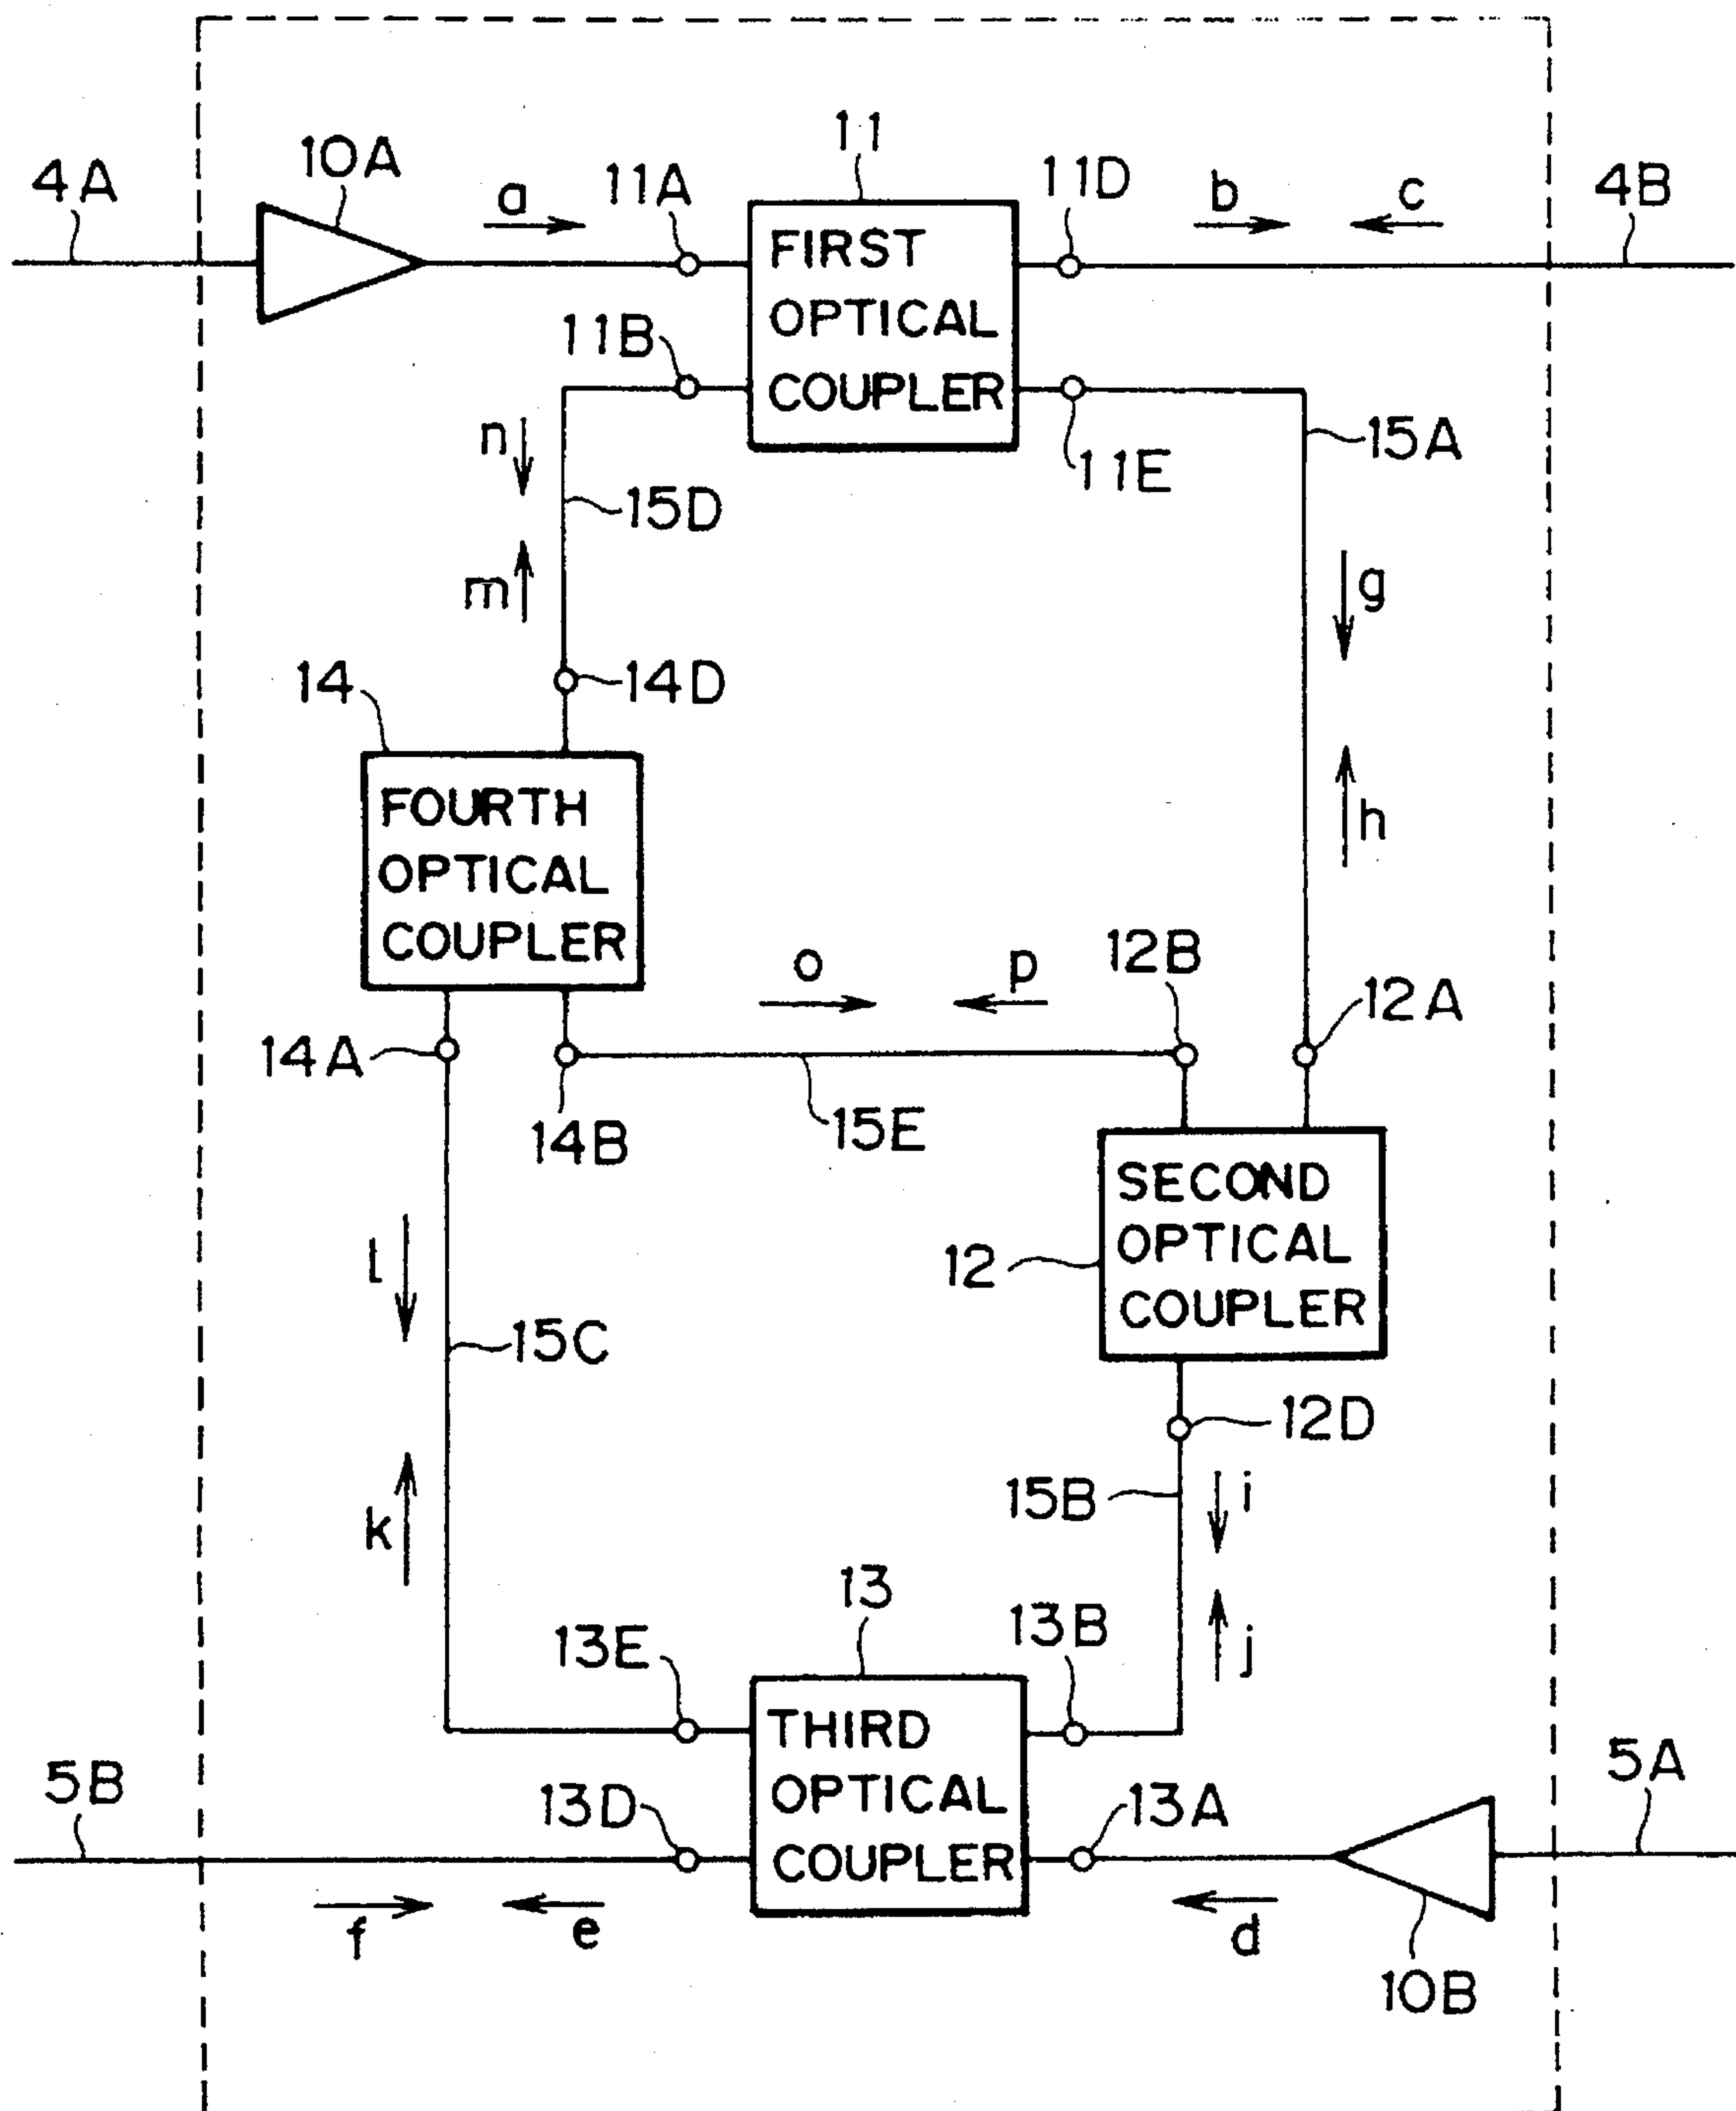 11
10A
4A
a
11A
11D
b
c
4B
FIRST
OPTICAL
COUPLER
11B
11E
15A
n
15D
m
g
14
14D
h
FOURTH
OPTICAL
COUPLER
o
p
12B
12A
14A
14B
15E
SECOND
OPTICAL
COUPLER
12
l
15C
12D
15B
i
k
j
13
13E
13B
THIRD
OPTICAL
COUPLER
5B
13D
13A
5A
f
e
d
10B